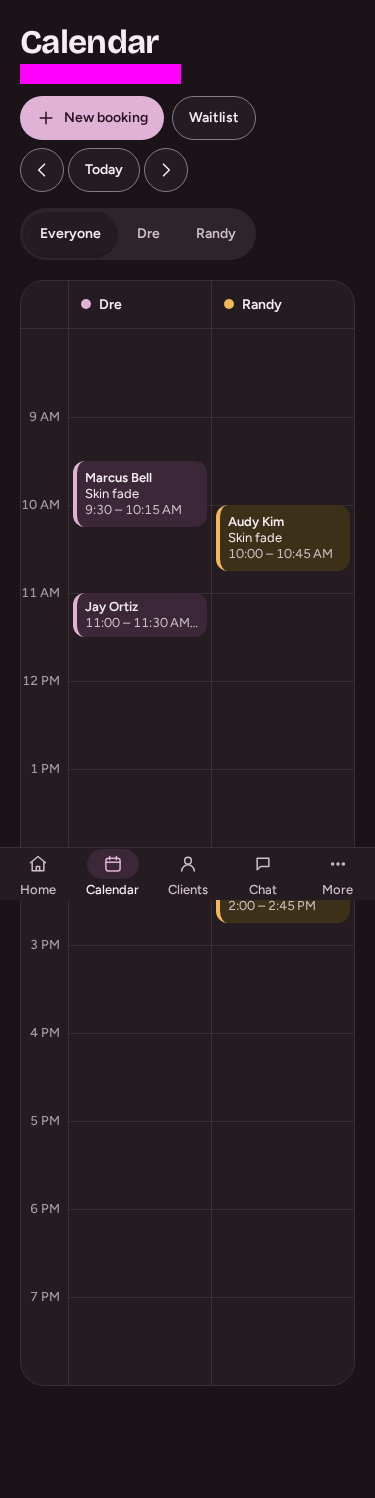 Calendar
New booking
Waitlist
Today
Everyone
Dre
Randy
Dre
Randy
9 AM
Marcus Bell
Skin fade
9:30 – 10:15 AM
10 AM
Audy Kim
Skin fade
10:00 – 10:45 AM
11 AM
Jay Ortiz
11:00 – 11:30 AM...
12 PM
1 PM
Home
Calendar
Clients
Chat
More
2:00 – 2:45 PM
3 PM
4 PM
5 PM
6 PM
7 PM